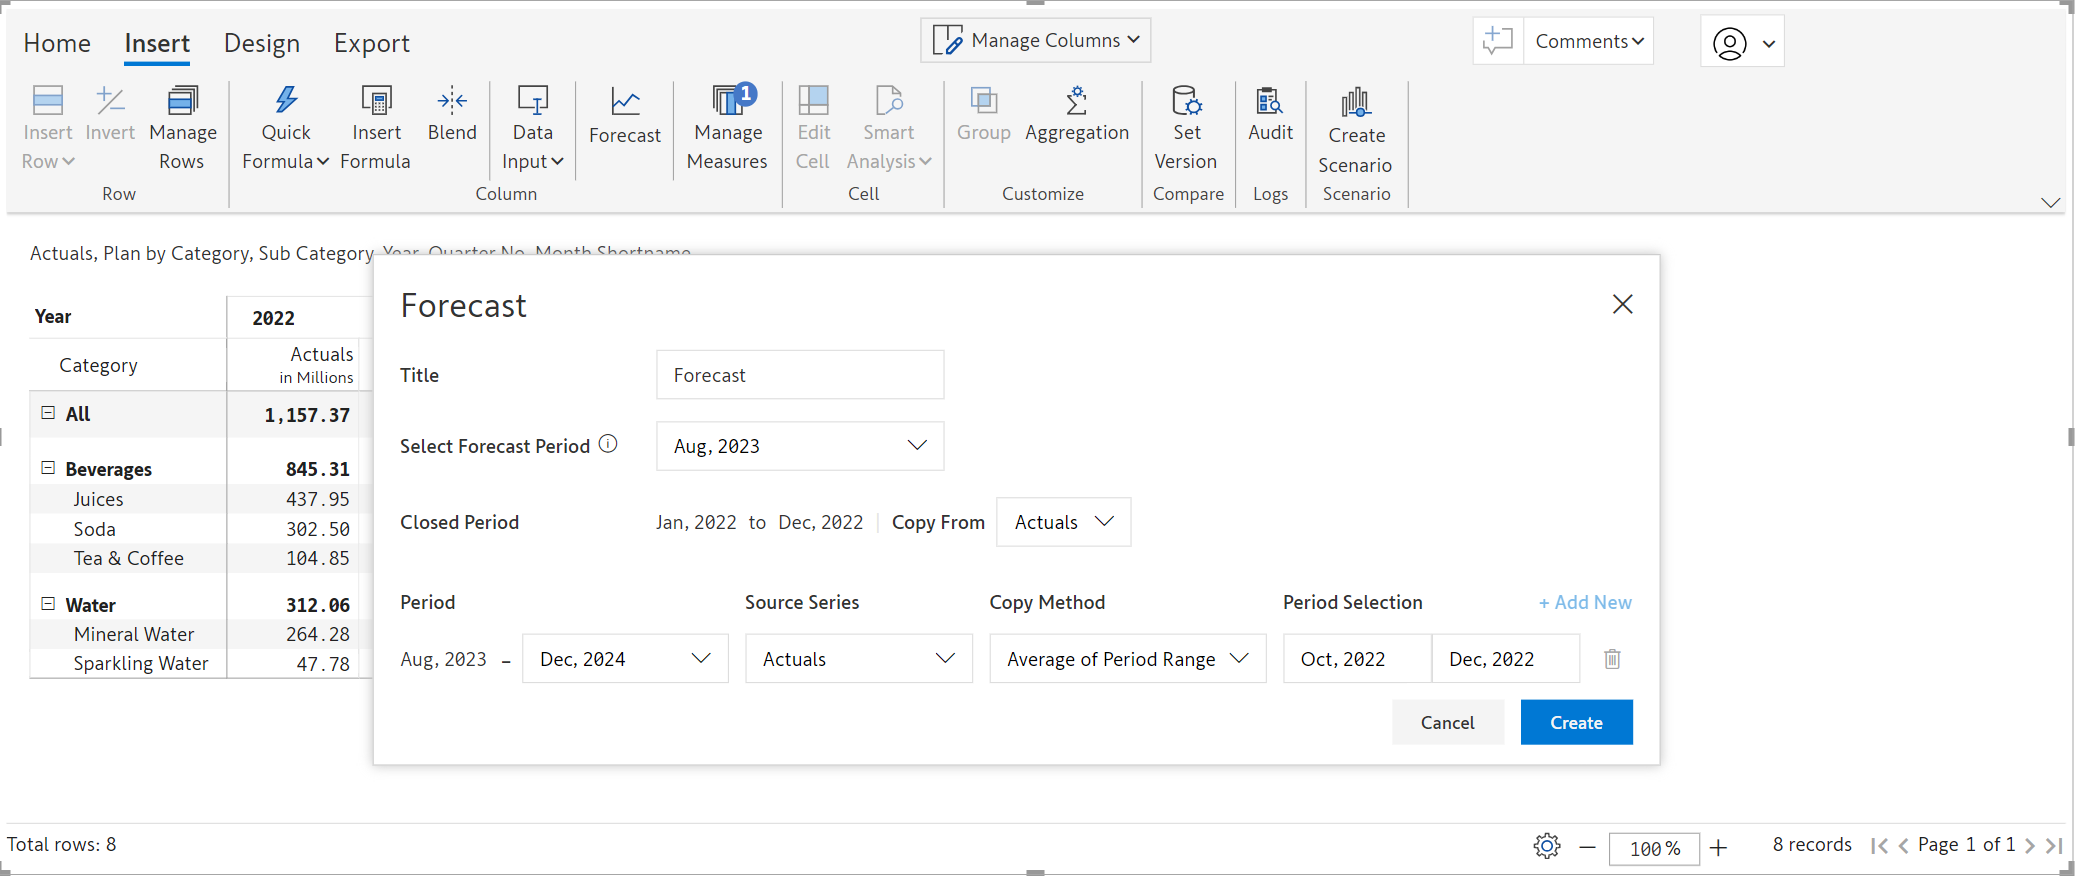 Home Insert Design Export Manage Columns Comments
1
Insert Row Invert Manage Rows Quick Formula Insert Formula Blend Data Input Forecast Manage Measures Edit Cell Smart Analysis Group Aggregation Set Version Audit Create Scenario
Row Column Cell Customize Compare Logs Scenario
Actuals, Plan by Category, Sub Category, Year, Quarter No, Month Shortname
Year 2022
Category Actuals
in Millions
All 1,157.37
Beverages 845.31
Juices 437.95
Soda 302.50
Tea & Coffee 104.85
Water 312.06
Mineral Water 264.28
Sparkling Water 47.78
Forecast
Title Forecast
Select Forecast Period Aug, 2023
Closed Period Jan, 2022 to Dec, 2022 Copy From Actuals
Period Source Series Copy Method Period Selection + Add New
Aug, 2023 – Dec, 2024 Actuals Average of Period Range Oct, 2022 Dec, 2022
Cancel Create
Total rows: 8 100% 8 records Page 1 of 1